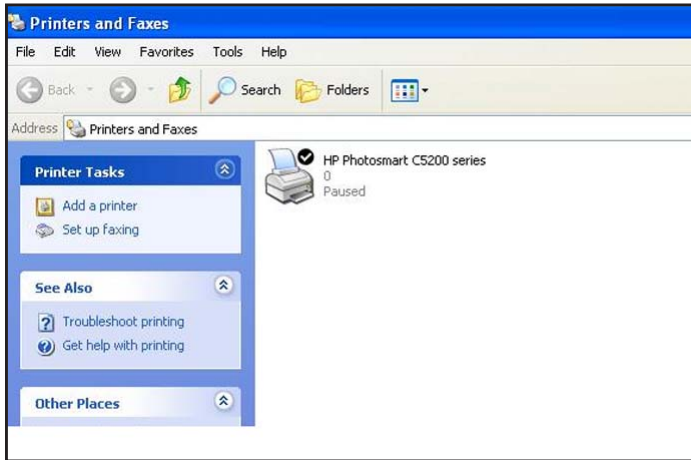 Printers and Faxes
File Edit View Favorites Tools Help
Back Search Folders
Address Printers and Faxes
Printer Tasks
Add a printer
Set up faxing
See Also
Troubleshoot printing
Get help with printing
Other Places
HP Photosmart C5200 series
0
Paused